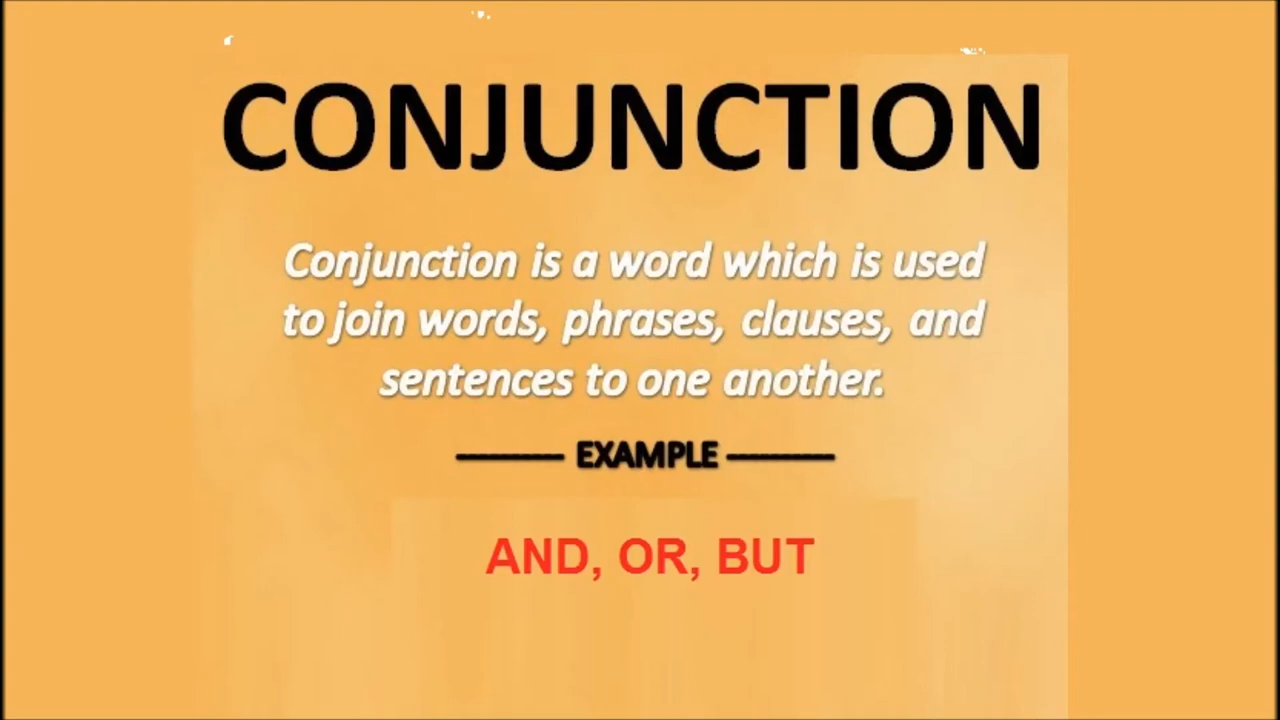 CONJUNCTION
Conjunction is a word which is used
to join words, phrases, clauses, and
sentences to one another.
EXAMPLE
AND, OR, BUT